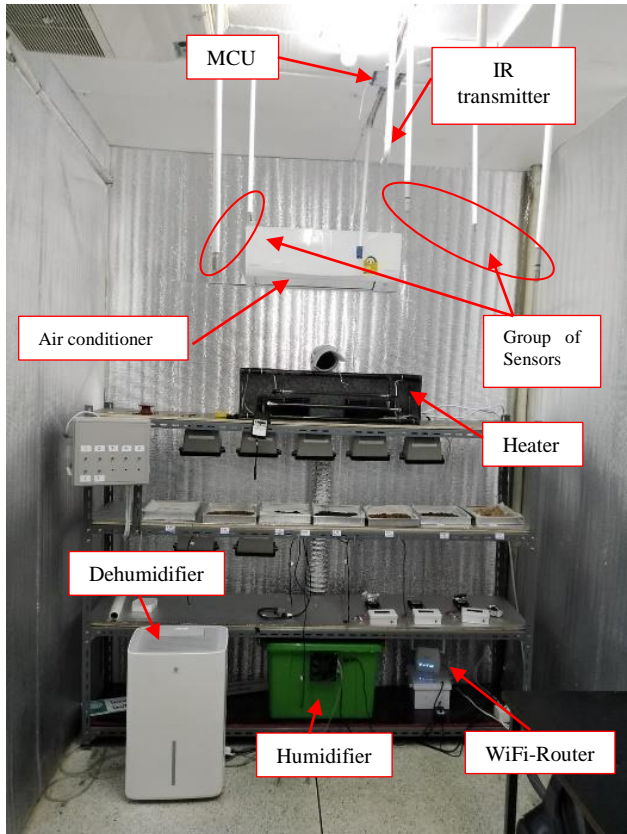 MCU
IR
transmitter
Air conditioner
Group of
Sensors
Heater
Dehumidifier
Humidifier
WiFi-Router